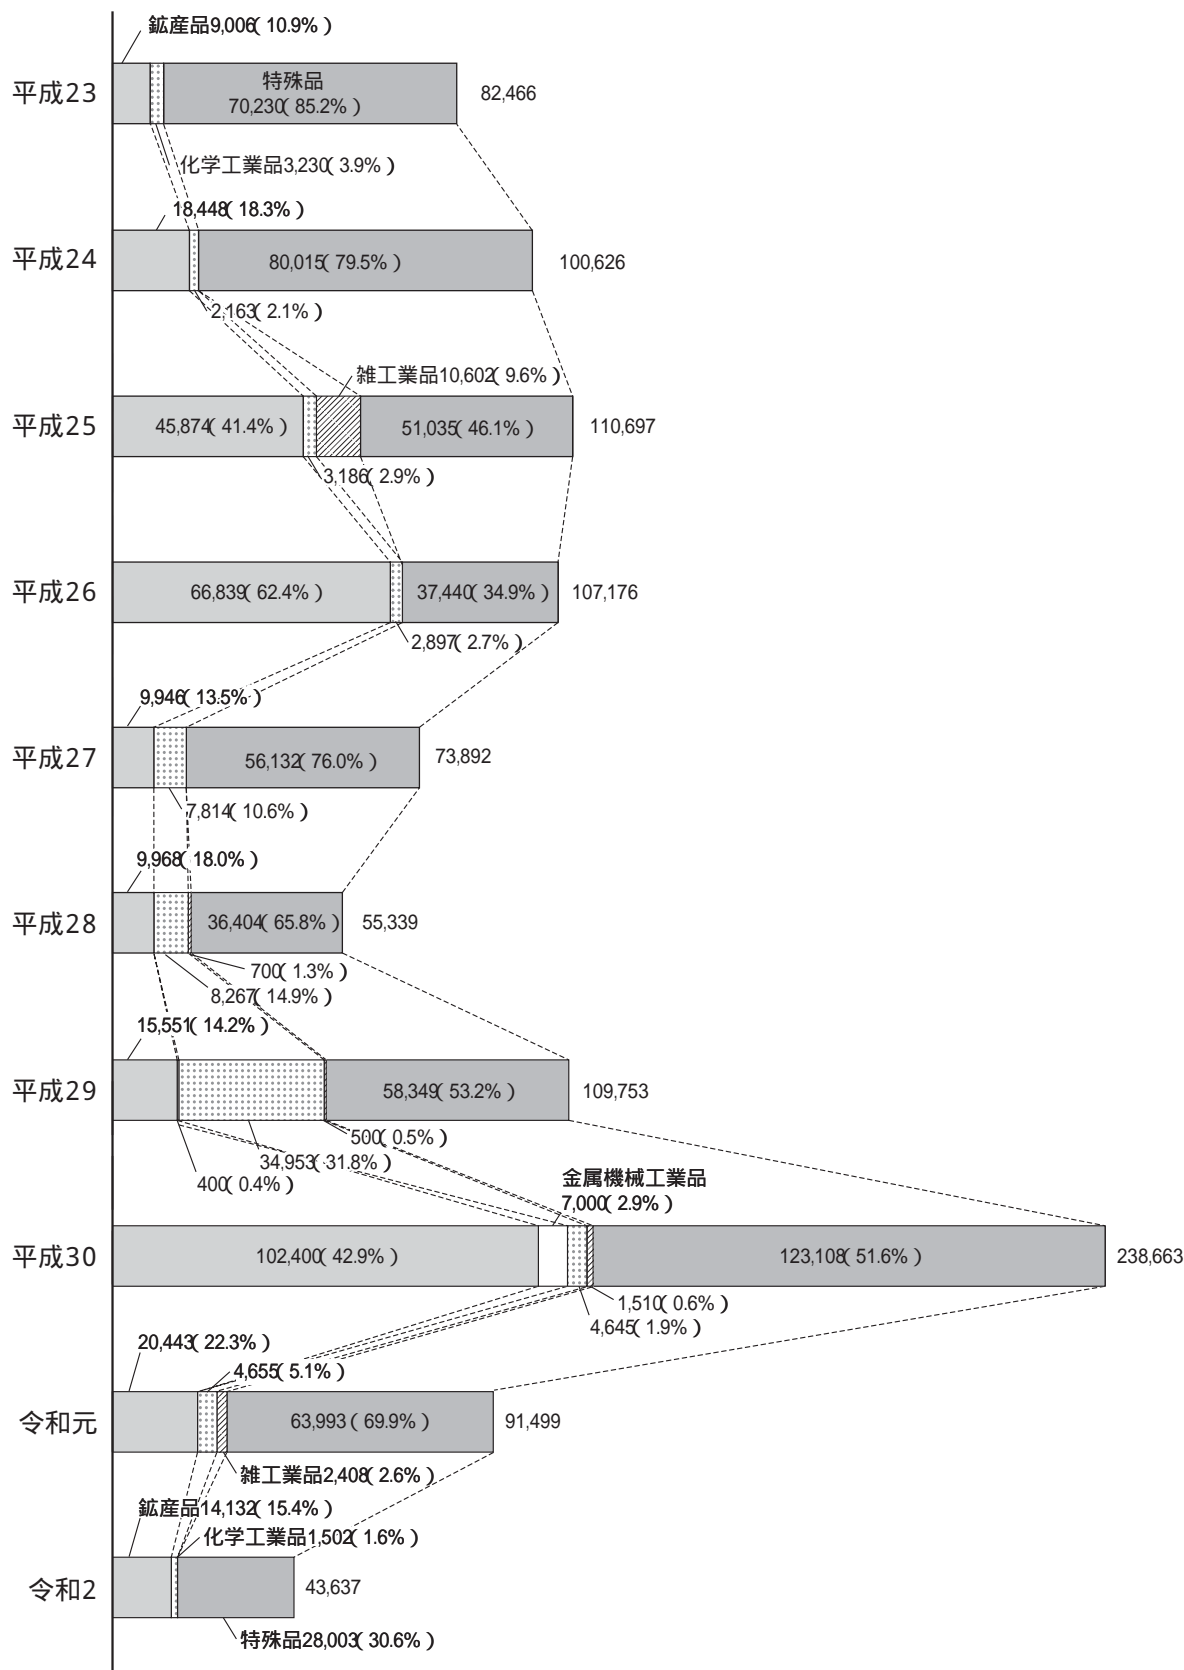 鉱産品9,006( 10.9% )
平成23
特殊品
70,230( 85.2% )
82,466
化学工業品3,230( 3.9% )
18,448( 18.3% )
平成24
80,015( 79.5% )
100,626
2,163( 2.1% )
雑工業品10,602( 9.6% )
平成25
45,874( 41.4% )
51,035( 46.1% )
110,697
3,186( 2.9% )
平成26
66,839( 62.4% )
37,440( 34.9% )
107,176
2,897( 2.7% )
9,946( 13.5% )
平成27
56,132( 76.0% )
73,892
7,814( 10.6% )
9,968( 18.0% )
平成28
36,404( 65.8% )
55,339
700( 1.3% )
8,267( 14.9% )
15,551( 14.2% )
平成29
58,349( 53.2% )
109,753
500( 0.5% )
34,953( 31.8% )
400( 0.4% )
金属機械工業品
7,000( 2.9% )
平成30
102,400( 42.9% )
123,108( 51.6% )
238,663
1,510( 0.6% )
4,645( 1.9% )
20,443( 22.3% )
4,655( 5.1% )
令和元
63,993 ( 69.9% )
91,499
雑工業品2,408( 2.6% )
鉱産品14,132( 15.4% )
化学工業品1,502( 1.6% )
令和2
43,637
特殊品28,003( 30.6% )